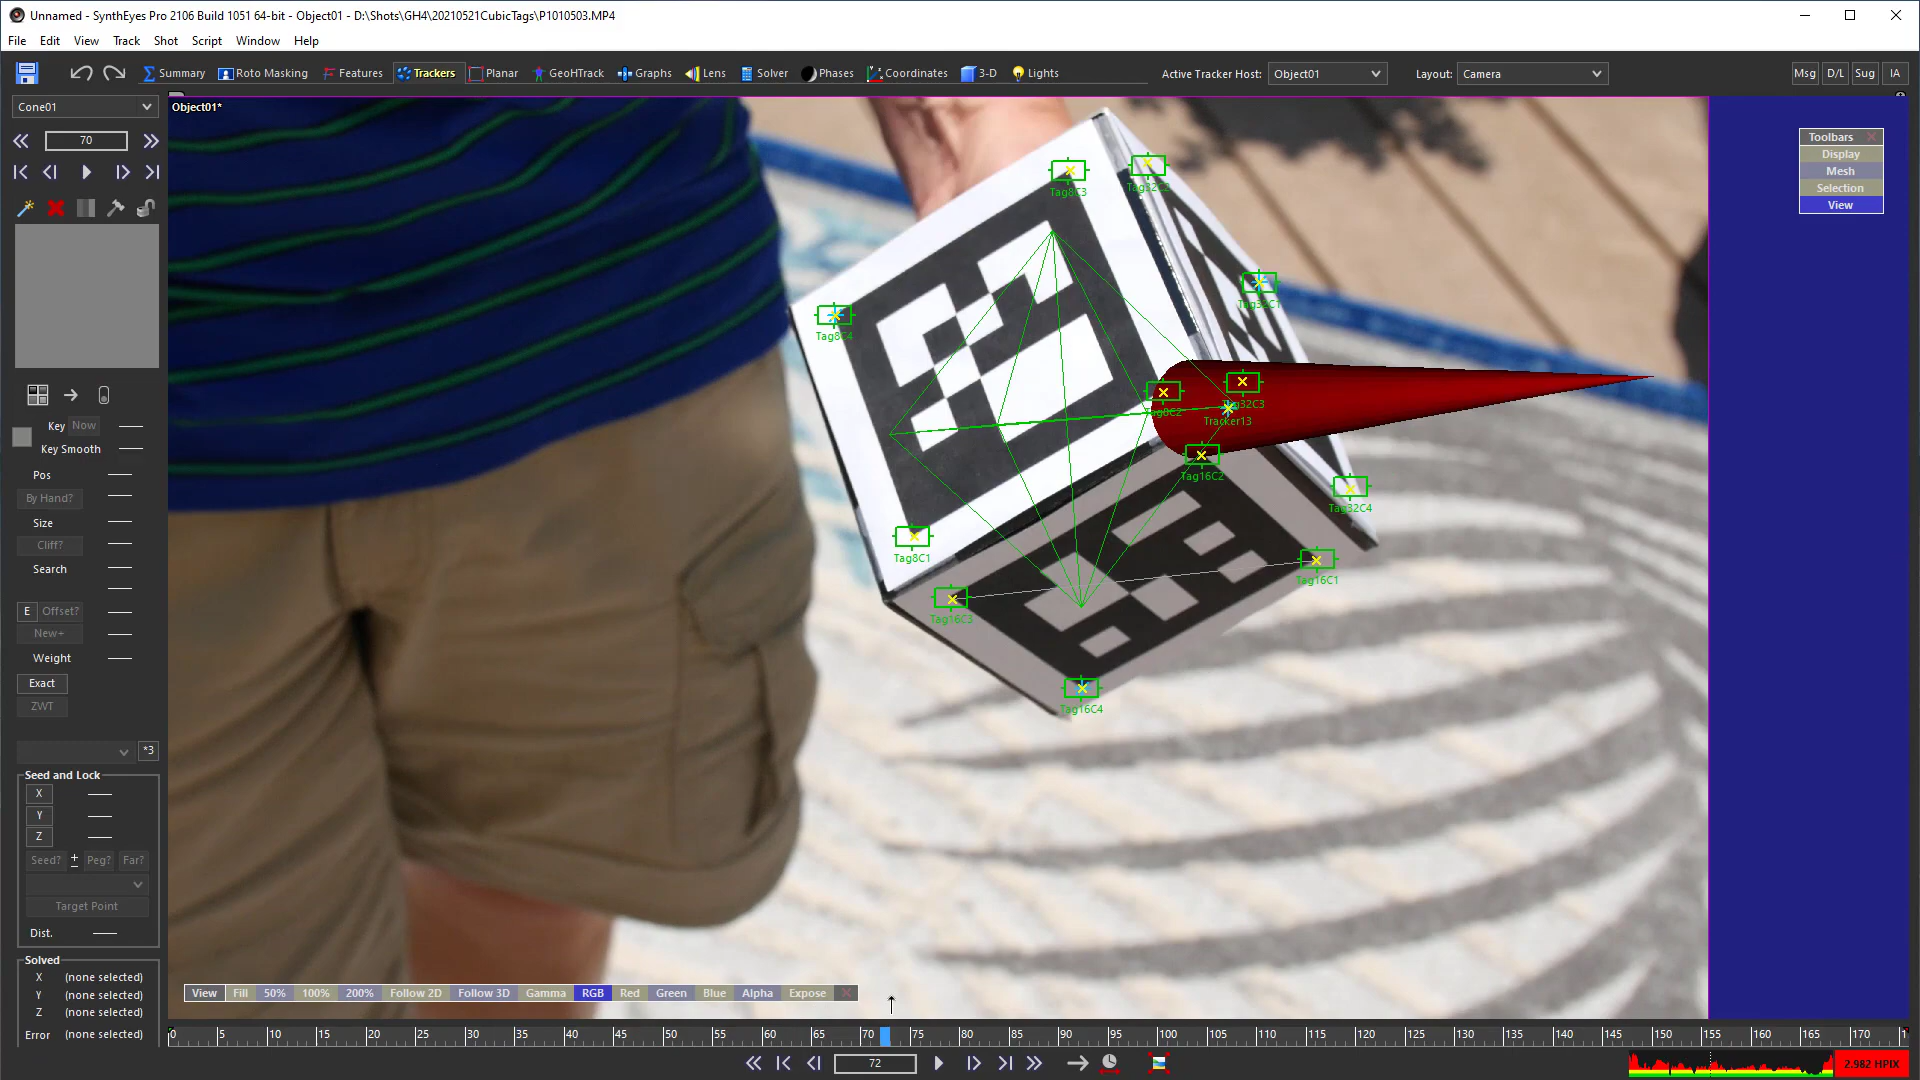 Unnamed - SynthEyes Pro 2106 Build 1051 64-bit - Object01 - D:\Shots\GH4\20210521CubicTags\P1010503.MP4
File Edit View Track Shot Script Window Help
Summary Roto Masking Features Trackers Planar GeoHTrack Graphs Lens Solver Phases Coordinates 3-D Lights Active Tracker Host: Object01 Layout: Camera Msg D/L Sug IA
Cone01
Object01*
70
Toolbars
Display
Mesh
Selection
View
Tag8C3
Tag32C2
Tag32C1
Tag8C4
Tag32C3
Tag8C2
Tracker13
Tag16C2
Tag32C4
Tag8C1
Tag16C1
Tag16C3
Tag16C4
Key Now
Key Smooth
Pos
By Hand?
Size
Cliff?
Search
E Offset?
New+
Weight
Exact
ZWT
*3
Seed and Lock
X
Y
Z
Seed? + Peg? Far?
Target Point
Dist.
Solved
X (none selected)
Y (none selected)
Z (none selected)
Error (none selected)
View Fill 50% 100% 200% Follow 2D Follow 3D Gamma RGB Red Green Blue Alpha Expose
0 5 10 15 20 25 30 35 40 45 50 55 60 65 70 75 80 85 90 95 100 105 110 115 120 125 130 135 140 145 150 155 160 165 170
72
2.982 HPIX